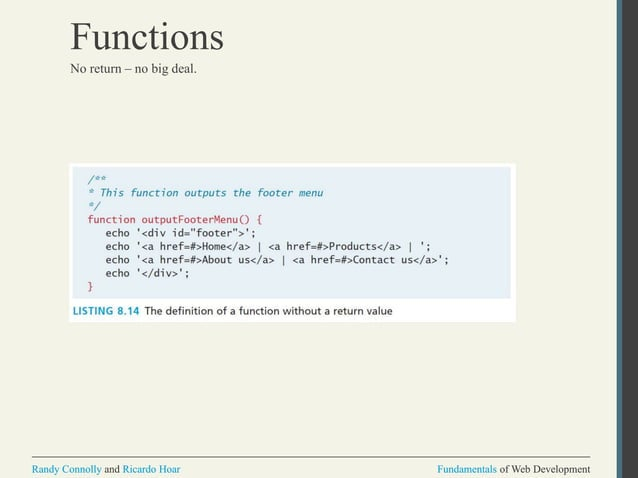 Functions
No return – no big deal.
/**
* This function outputs the footer menu
*/
function outputFooterMenu() {
echo '<div id="footer">';
echo '<a href=#>Home</a> | <a href=#>Products</a> | ';
echo '<a href=#>About us</a> | <a href=#>Contact us</a>';
echo '</div>';
}
LISTING 8.14 The definition of a function without a return value
Randy Connolly and Ricardo Hoar
Fundamentals of Web Development